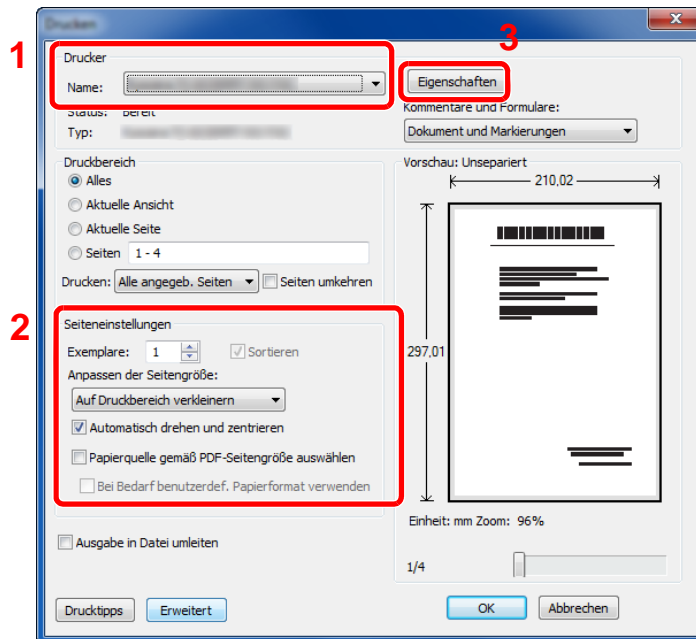 Drucken
1
3
Drucker
Name:
Eigenschaften
Status: Bereit
Kommentare und Formulare:
Typ:
Dokument und Markierungen
Druckbereich
Vorschau: Unsepariert
Alles
210,02
Aktuelle Ansicht
Aktuelle Seite
Seiten 1 - 4
Drucken: Alle angegeb. Seiten Seiten umkehren
2
Seiteneinstellungen
Exemplare: 1 Sortieren
297,01
Anpassen der Seitengröße:
Auf Druckbereich verkleinern
Automatisch drehen und zentrieren
Papierquelle gemäß PDF-Seitengröße auswählen
Bei Bedarf benutzerdef. Papierformat verwenden
Einheit: mm Zoom: 96%
Ausgabe in Datei umleiten
1/4
Drucktipps
Erweitert
OK
Abbrechen